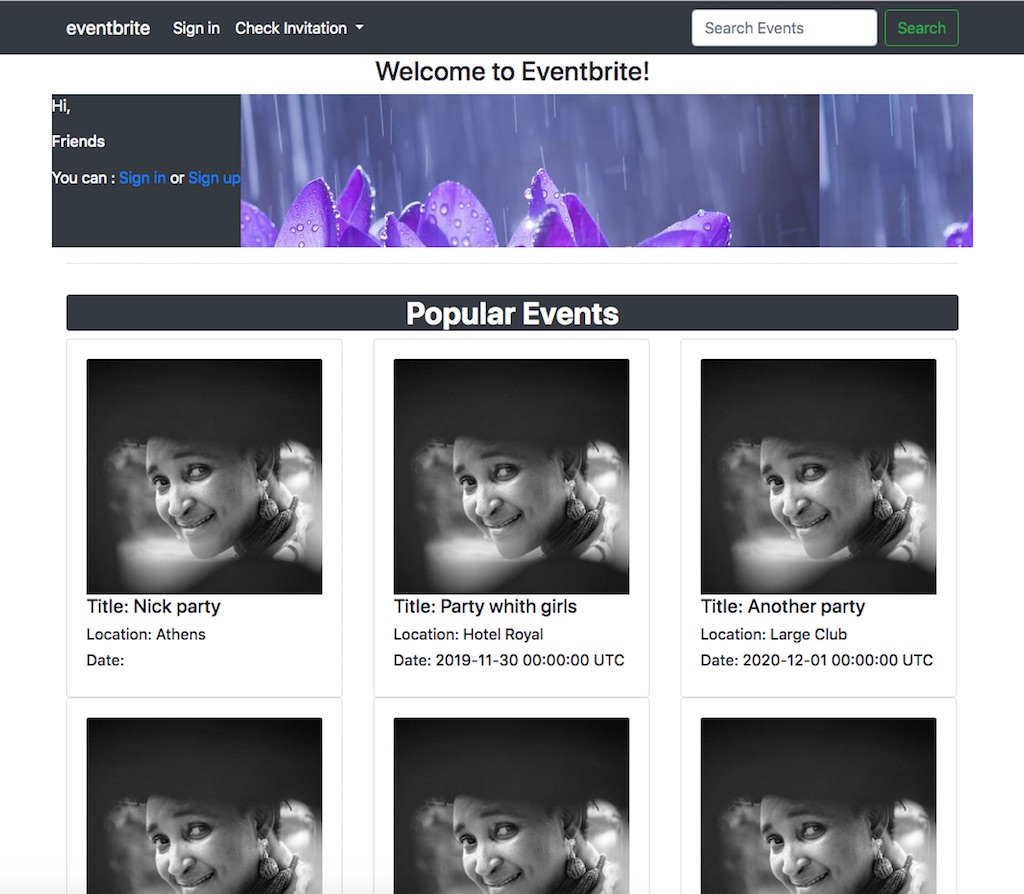 eventbrite Sign in Check Invitation Search Events Search
Welcome to Eventbrite!
Hi,
Friends
You can : Sign in or Sign up
Popular Events
Title: Nick party
Location: Athens
Date:
Title: Party whith girls
Location: Hotel Royal
Date: 2019-11-30 00:00:00 UTC
Title: Another party
Location: Large Club
Date: 2020-12-01 00:00:00 UTC